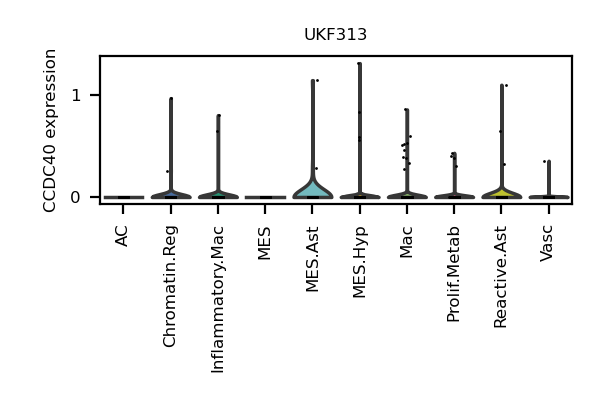 UKF313
CCDC40 expression
1
0
AC
Chromatin.Reg
Inflammatory.Mac
MES
MES.Ast
MES.Hyp
Mac
Prolif.Metab
Reactive.Ast
Vasc